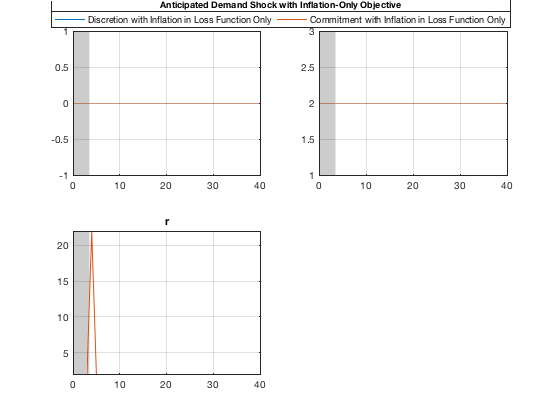 Anticipated Demand Shock with Inflation-Only Objective
Discretion with Inflation in Loss Function Only Commitment with Inflation in Loss Function Only
1
0.5
0
-0.5
-1
0 10 20 30 40
3
2.5
2
1.5
1
0 10 20 30 40
r
20
15
10
5
0 10 20 30 40